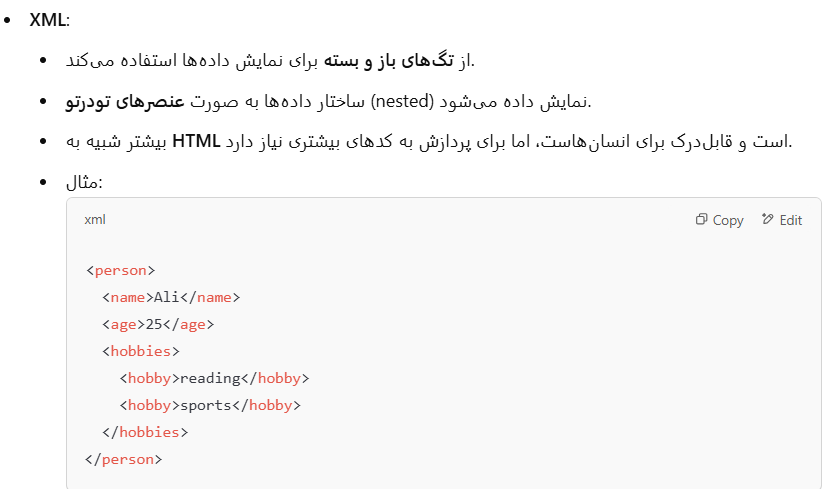 XML:
از تگ‌های باز و بسته برای نمایش داده‌ها استفاده می‌کند.
ساختار داده‌ها به صورت عنصرهای تودرتو (nested) نمایش داده می‌شود.
بیشتر شبیه به HTML است و قابل‌درک برای انسان‌هاست، اما برای پردازش به کدهای بیشتری نیاز دارد.
مثال:
xml Copy Edit
<person>
  <name>Ali</name>
  <age>25</age>
  <hobbies>
    <hobby>reading</hobby>
    <hobby>sports</hobby>
  </hobbies>
</person>